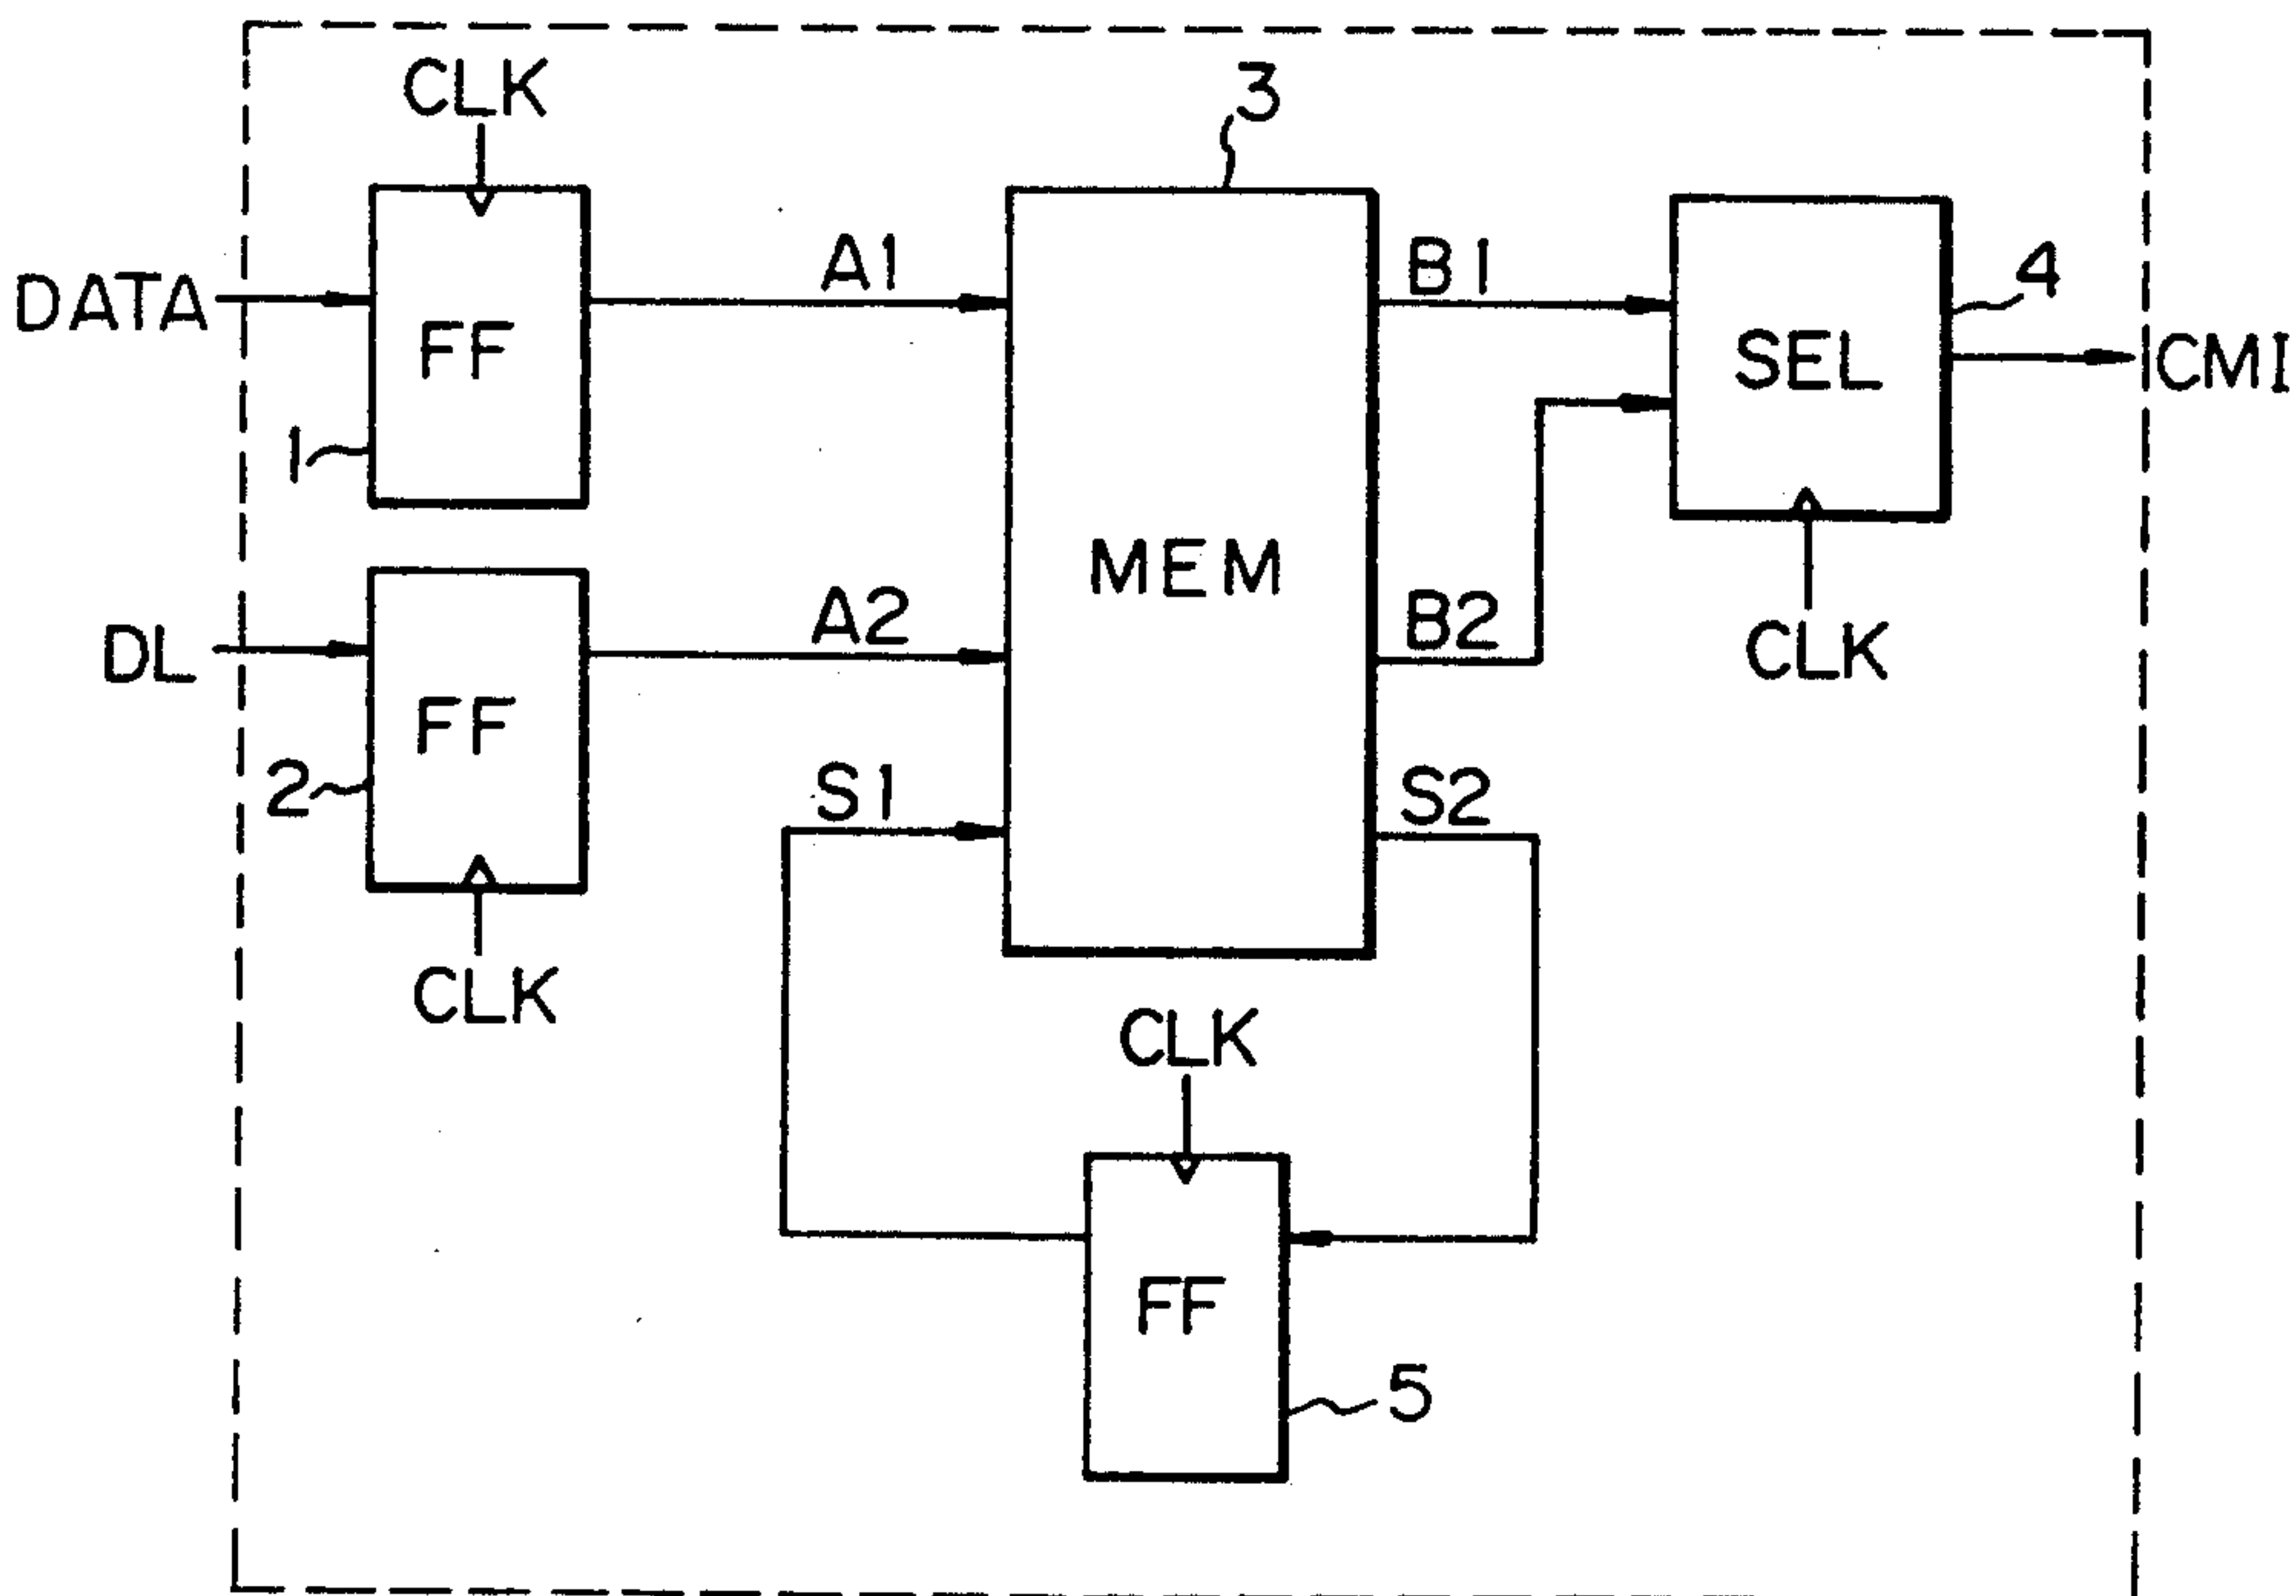 CLK
3
DATA
FF
A1
B1
SEL
4
CMI
1
MEM
DL
FF
A2
B2
CLK
2
S1
S2
CLK
CLK
FF
5